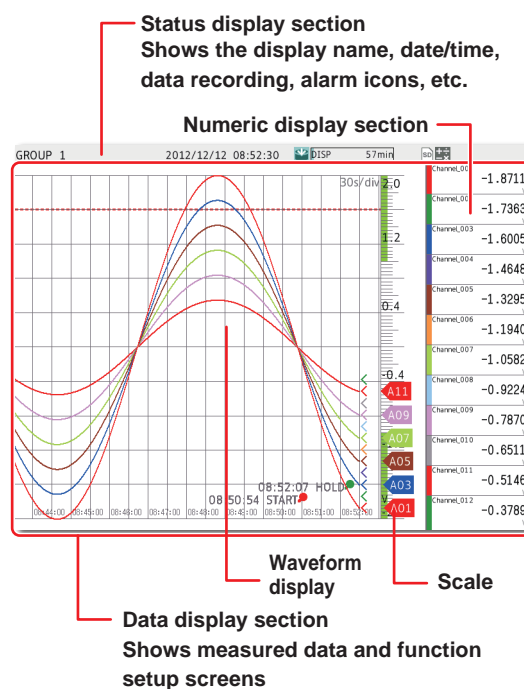 Status display section
Shows the display name, date/time,
data recording, alarm icons, etc.
Numeric display section
GROUP 1 2012/12/12 08:52:30 DISP 57min SD
30s/div 2.0
1.2
0.4
-0.4
Channel_00
-1.8711
Channel_00
-1.7363
Channel_003
-1.6005
Channel_004
-1.4648
Channel_005
-1.3295
Channel_006
-1.1940
Channel_007
-1.0582
Channel_008
-0.9224
Channel_009
-0.7870
Channel_010
-0.6511
Channel_011
-0.5146
Channel_012
-0.3789
A11
A09
A07
A05
A03
A01
V
08:52:07 HOLD
08:50:54 START
08:44:00 08:45:00 08:46:00 08:47:00 08:48:00 08:49:00 08:50:00 08:51:00
Waveform
display
Scale
Data display section
Shows measured data and function
setup screens